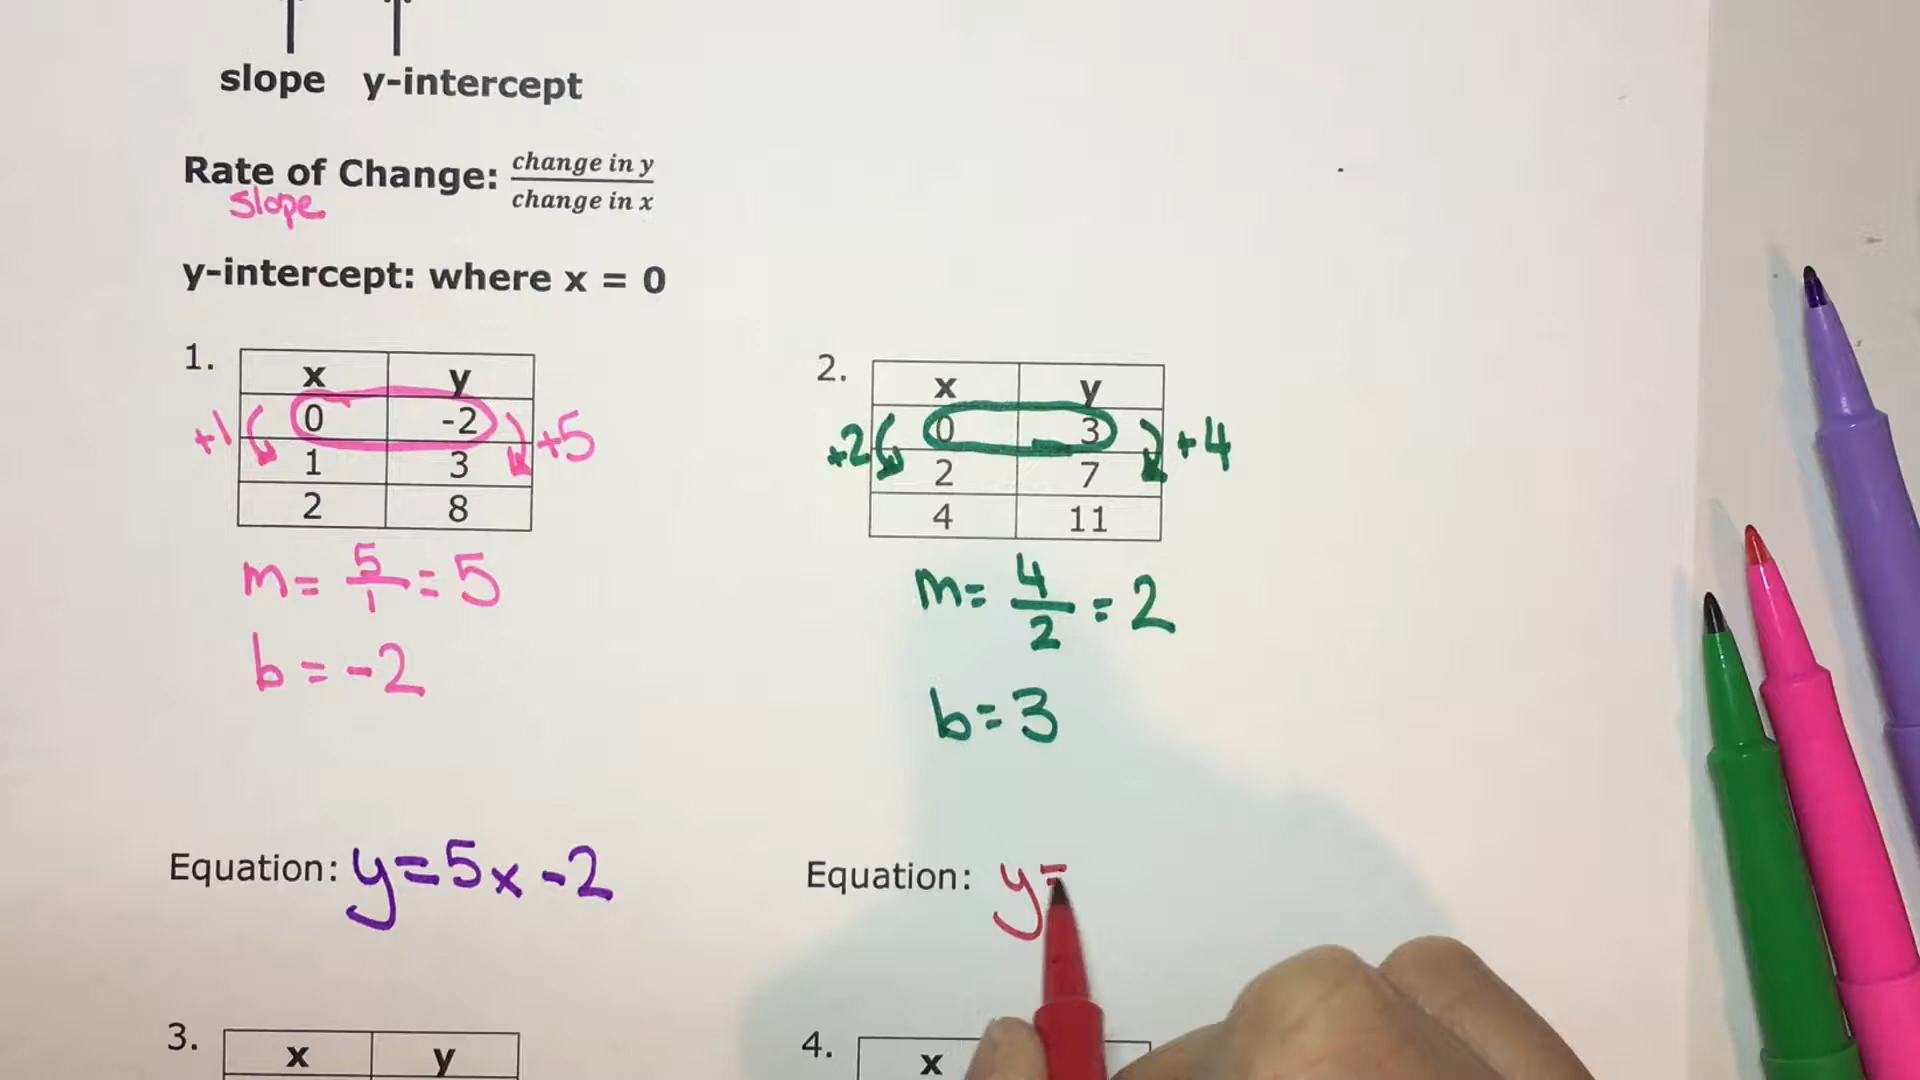 slope y-intercept
Rate of Change: change in y
change in x
slope
y-intercept: where x = 0
1.
x y
0 -2
1 3
2 8
+1
+5
m = 5/1 = 5
b = -2
Equation: y=5x-2
2.
x y
0 3
2 7
4 11
+2
+4
m= 4/2 = 2
b=3
Equation: y=
3.
x y
4.
x